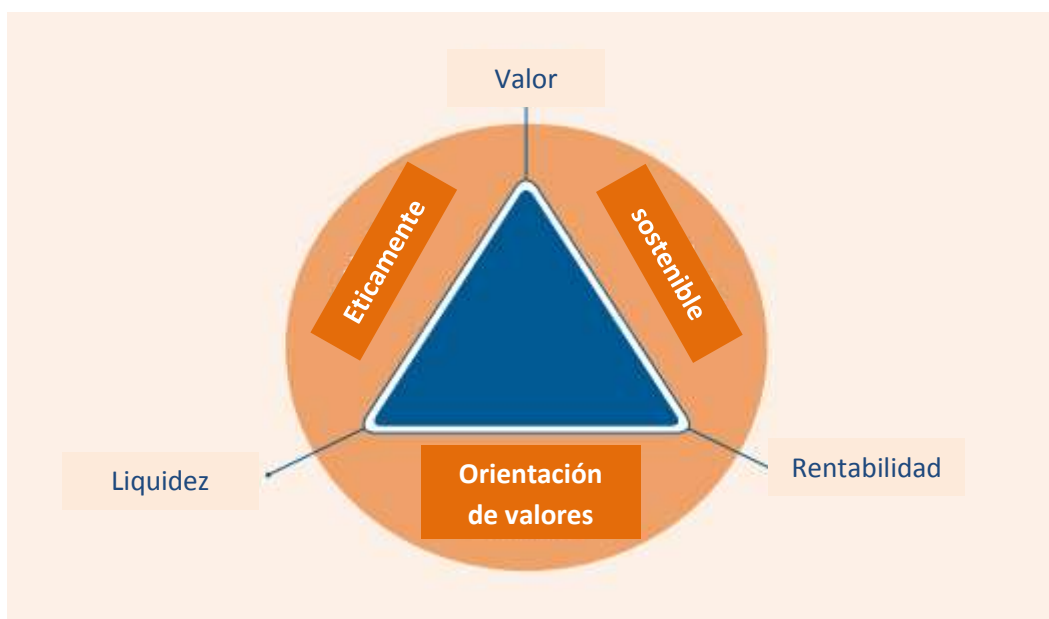 Valor
Eticamente
sostenible
Liquidez
Orientación
de valores
Rentabilidad